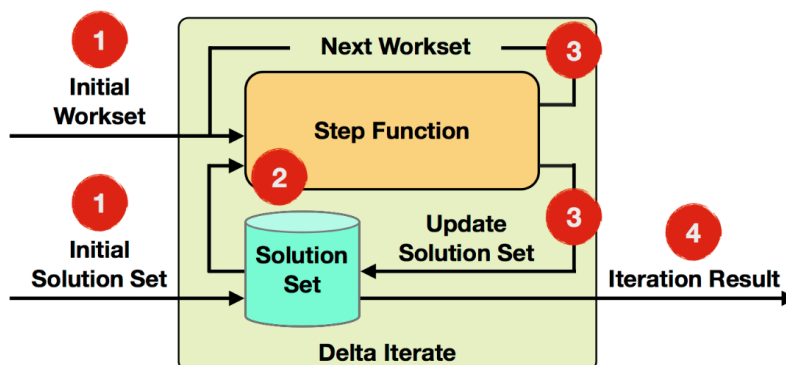 1
Next Workset
3
Initial
Workset
Step Function
2
1
3
Initial
Solution Set
Solution
Set
Update
Solution Set
4
Iteration Result
Delta Iterate